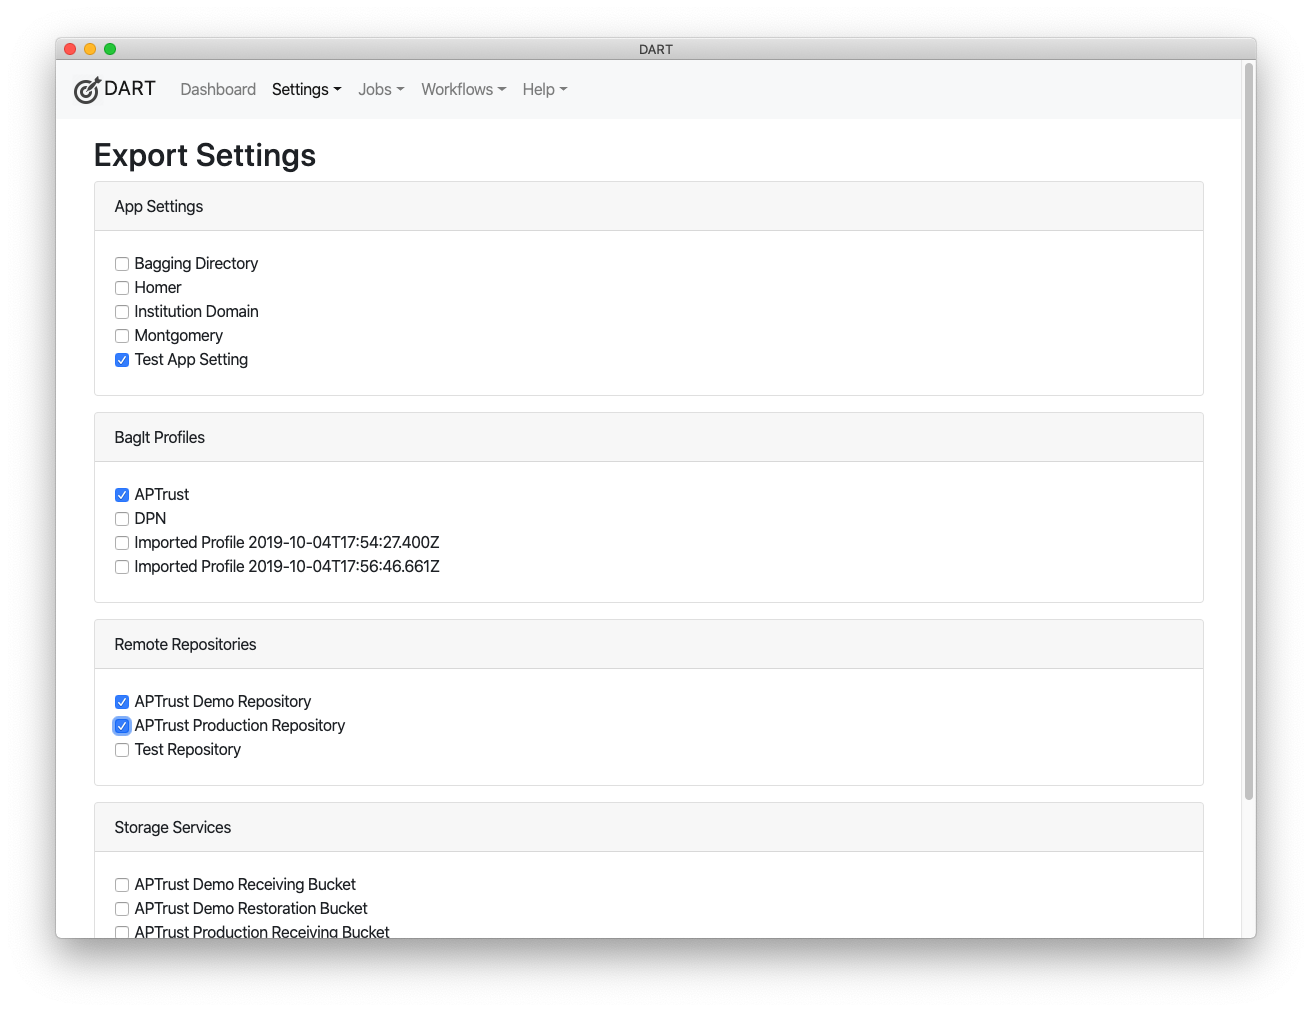 DART
DART Dashboard Settings Jobs Workflows Help
Export Settings
App Settings
Bagging Directory
Homer
Institution Domain
Montgomery
Test App Setting
BagIt Profiles
APTrust
DPN
Imported Profile 2019-10-04T17:54:27.400Z
Imported Profile 2019-10-04T17:56:46.661Z
Remote Repositories
APTrust Demo Repository
APTrust Production Repository
Test Repository
Storage Services
APTrust Demo Receiving Bucket
APTrust Demo Restoration Bucket
APTrust Production Receiving Bucket